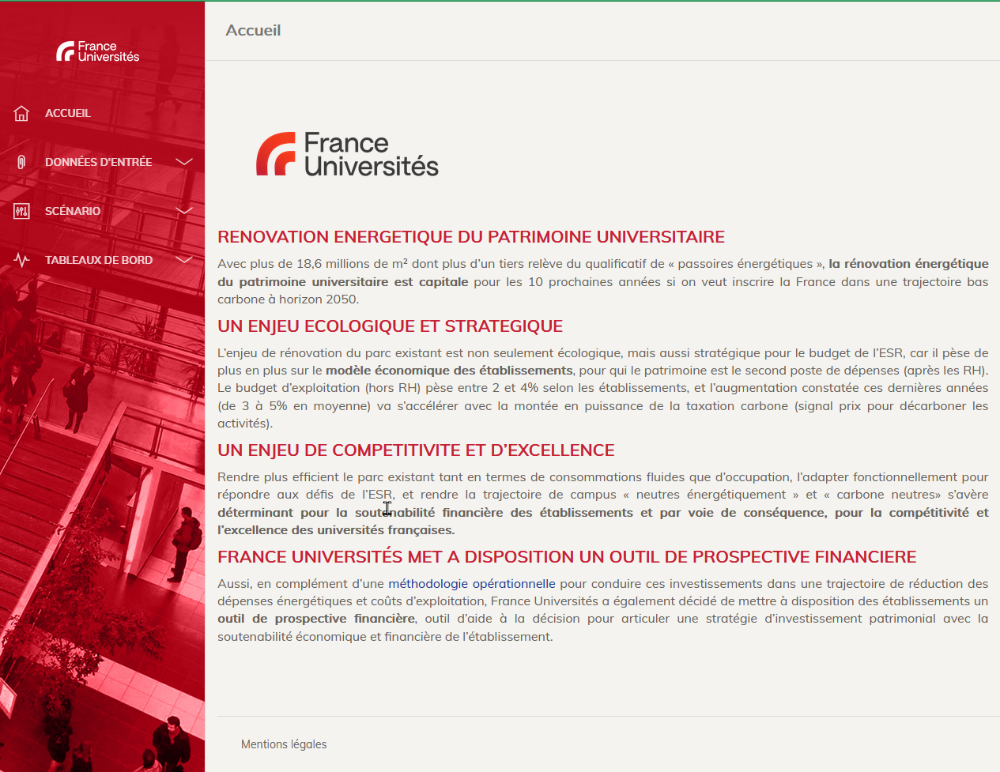 France
Universités
ACCUEIL
DONNÉES D'ENTRÉE
SCÉNARIO
TABLEAUX DE BORD
Accueil
France
Universités
RENOVATION ENERGETIQUE DU PATRIMOINE UNIVERSITAIRE
Avec plus de 18,6 millions de m² dont plus d’un tiers relève du qualificatif de « passoires énergétiques », la rénovation énergétique
du patrimoine universitaire est capitale pour les 10 prochaines années si on veut inscrire la France dans une trajectoire bas
carbone à horizon 2050.
UN ENJEU ECOLOGIQUE ET STRATEGIQUE
L’enjeu de rénovation du parc existant est non seulement écologique, mais aussi stratégique pour le budget de l’ESR, car il pèse de
plus en plus sur le modèle économique des établissements, pour qui le patrimoine est le second poste de dépenses (après les RH).
Le budget d’exploitation (hors RH) pèse entre 2 et 4% selon les établissements, et l’augmentation constatée ces dernières années
(de 3 à 5% en moyenne) va s’accélérer avec la montée en puissance de la taxation carbone (signal prix pour décarboner les
activités).
UN ENJEU DE COMPETITIVITE ET D’EXCELLENCE
Rendre plus efficient le parc existant tant en termes de consommations fluides que d’occupation, l’adapter fonctionnellement pour
répondre aux défis de l’ESR, et rendre la trajectoire de campus « neutres énergétiquement » et « carbone neutres» s’avère
déterminant pour la soutenabilité financière des établissements et par voie de conséquence, pour la compétitivité et
l’excellence des universités françaises.
FRANCE UNIVERSITÉS MET A DISPOSITION UN OUTIL DE PROSPECTIVE FINANCIERE
Aussi, en complément d’une méthodologie opérationnelle pour conduire ces investissements dans une trajectoire de réduction des
dépenses énergétiques et coûts d’exploitation, France Universités a également décidé de mettre à disposition des établissements un
outil de prospective financière, outil d’aide à la décision pour articuler une stratégie d’investissement patrimonial avec la
soutenabilité économique et financière de l’établissement.
Mentions légales